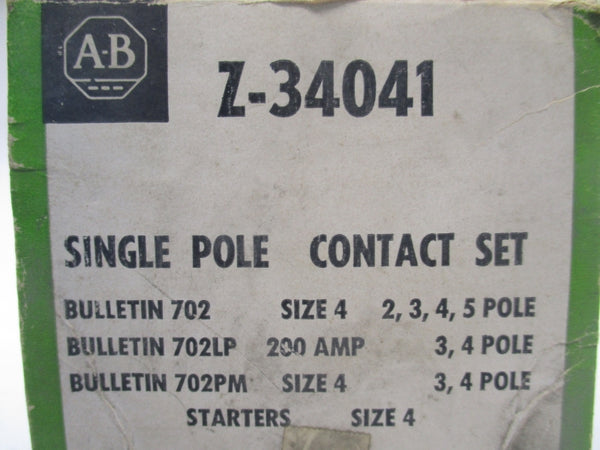 A-B
Z-34041
SINGLE POLE CONTACT SET
BULLETIN 702 SIZE 4 2, 3, 4, 5 POLE
BULLETIN 702LP 200 AMP 3, 4 POLE
BULLETIN 702PM SIZE 4 3, 4 POLE
STARTERS SIZE 4